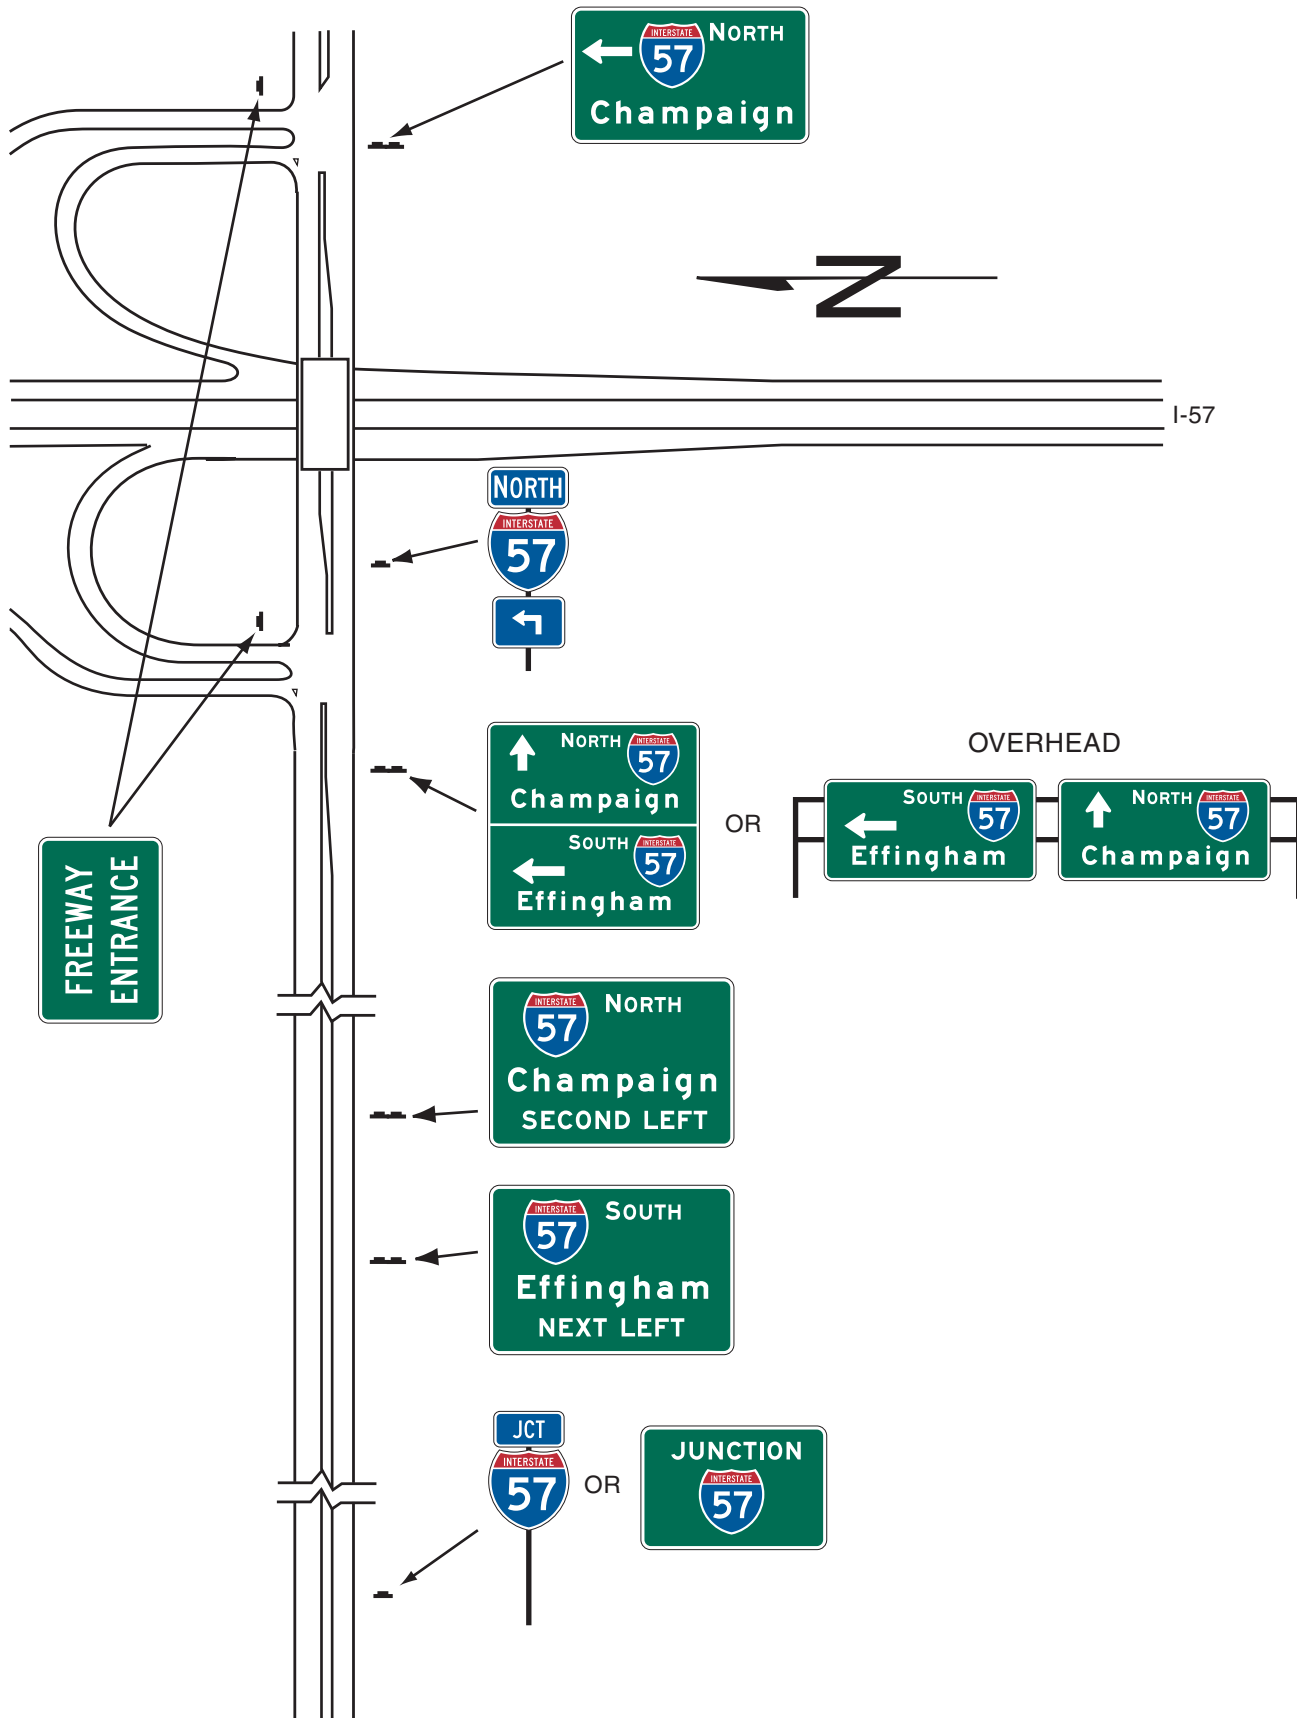 INTERSTATE
57
NORTH
Champaign
N
I-57
NORTH
INTERSTATE
57
NORTH
INTERSTATE
57
Champaign
SOUTH
INTERSTATE
57
Effingham
OR
OVERHEAD
SOUTH
INTERSTATE
57
Effingham
NORTH
INTERSTATE
57
Champaign
FREEWAY
ENTRANCE
INTERSTATE
57
NORTH
Champaign
SECOND LEFT
INTERSTATE
57
SOUTH
Effingham
NEXT LEFT
JCT
INTERSTATE
57
OR
JUNCTION
INTERSTATE
57